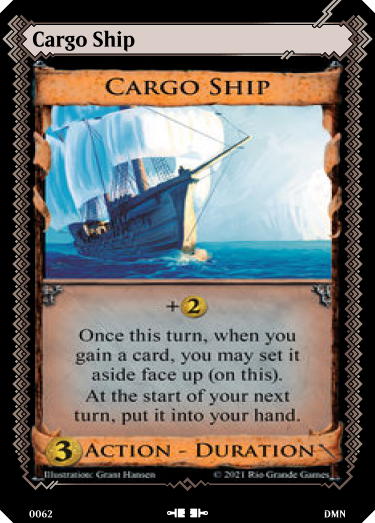 Cargo Ship
CARGO SHIP
+2
Once this turn, when you
gain a card, you may set it
aside face up (on this).
At the start of your next
turn, put it into your hand.
3 ACTION - DURATION
Illustration: Grant Hansen © 2021 Rio Grande Games
0062 DMN